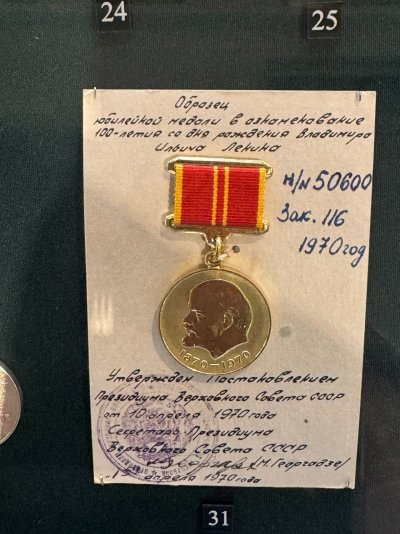 24
25
Образец
юбилейной медали в ознаменование
100-летия со дня рождения Владимира
Ильича Ленина
м/N 50600
Зак. 116
1970 год
1870–1970
Утвержден Постановлением
Президиума Верховного Совета СССР
от 10 апреля 1970 года
Секретарь Президиума
Верховного Совета СССР
(М. Георгадзе)
апреля 1970 года
31